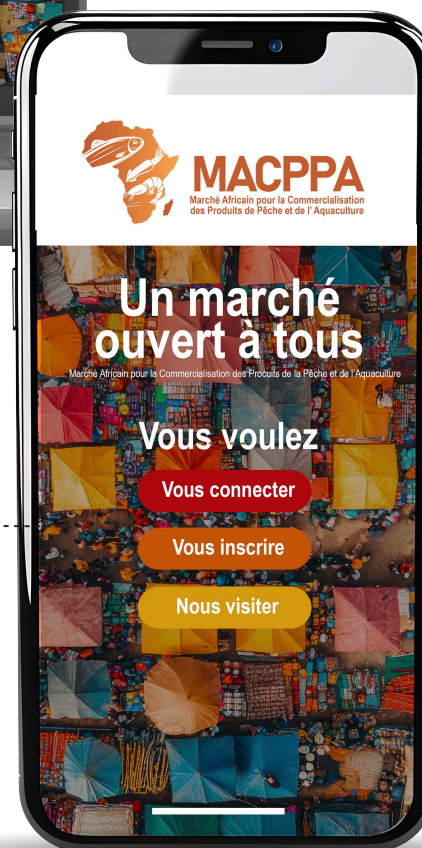 MACPPA
Marché Africain pour la Commercialisation
des Produits de Pêche et de l'Aquaculture
Un marché
ouvert à tous
Marché Africain pour la Commercialisation des Procuits de la Pêche et de l'Aquaculture
Vous voulez
Vous connecter
Vous inscrire
Nous visiter